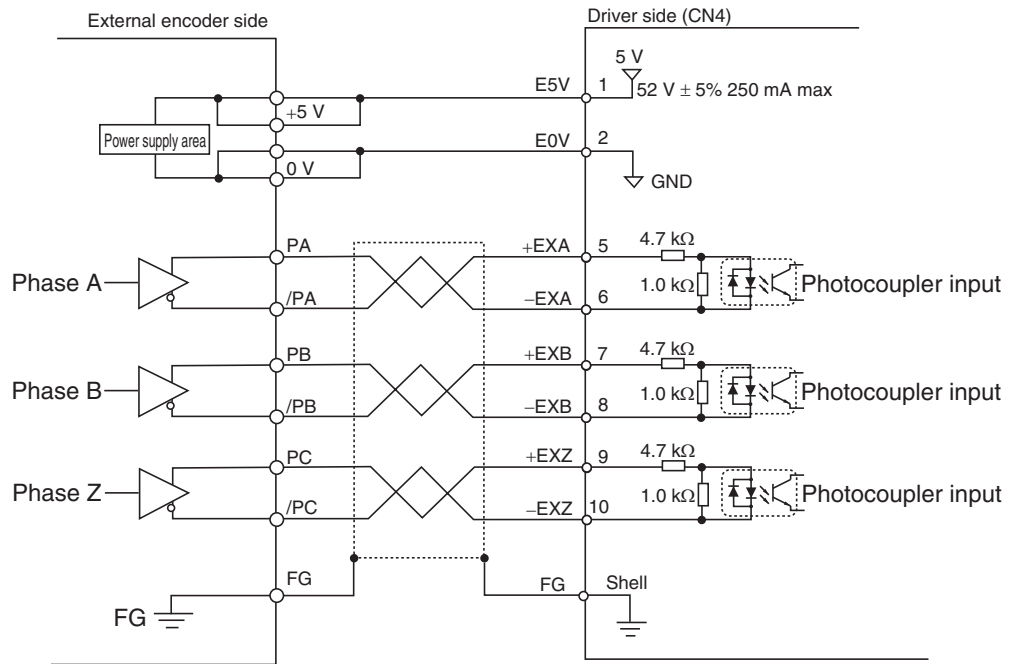 External encoder side
Driver side (CN4)
5 V
E5V
1
52 V ± 5% 250 mA max
+5 V
Power supply area
E0V
2
0 V
GND
PA
+EXA
5
4.7 kΩ
Phase A
1.0 kΩ
Photocoupler input
/PA
−EXA
6
PB
+EXB
7
4.7 kΩ
Phase B
1.0 kΩ
Photocoupler input
/PB
−EXB
8
PC
+EXZ
9
4.7 kΩ
Phase Z
1.0 kΩ
Photocoupler input
/PC
−EXZ
10
FG
FG
Shell
FG